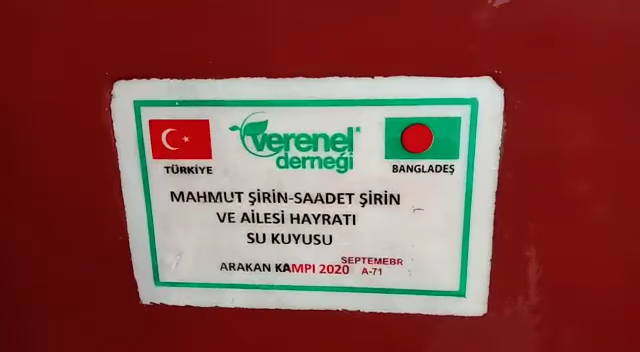 verenel
derneği
TÜRKİYE
BANGLADEŞ
MAHMUT ŞİRİN-SAADET ŞİRİN
VE AİLESİ HAYRATI
SU KUYUSU
ARAKAN KAMPI 2020 SEPTEMEBR
A-71